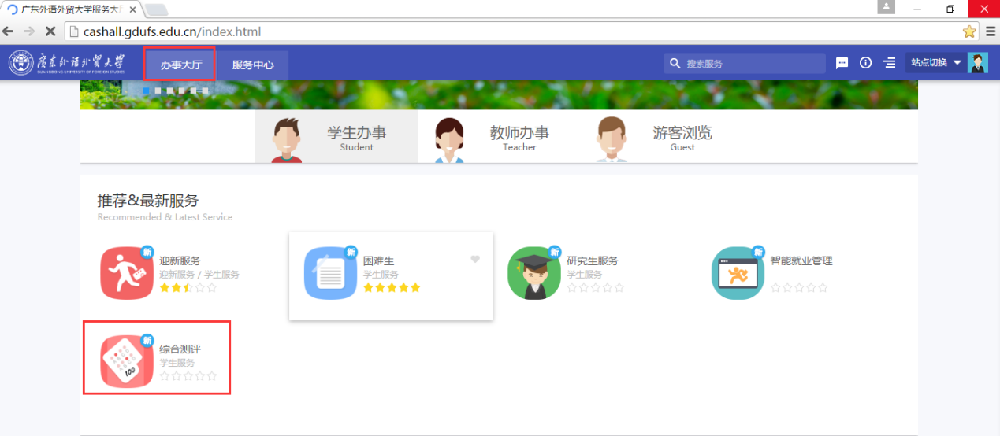 广东外语外贸大学服务大
cashall.gdufs.edu.cn/index.html
广东外语外贸大学
GUANGDONG UNIVERSITY OF FOREIGN STUDIES
办事大厅
服务中心
搜索服务
站点切换
学生办事
Student
教师办事
Teacher
游客浏览
Guest
推荐&最新服务
Recommended & Latest Service
新
迎新服务
迎新服务 / 学生服务
新
困难生
学生服务
新
研究生服务
学生服务
新
智能就业管理
新
综合测评
学生服务
100